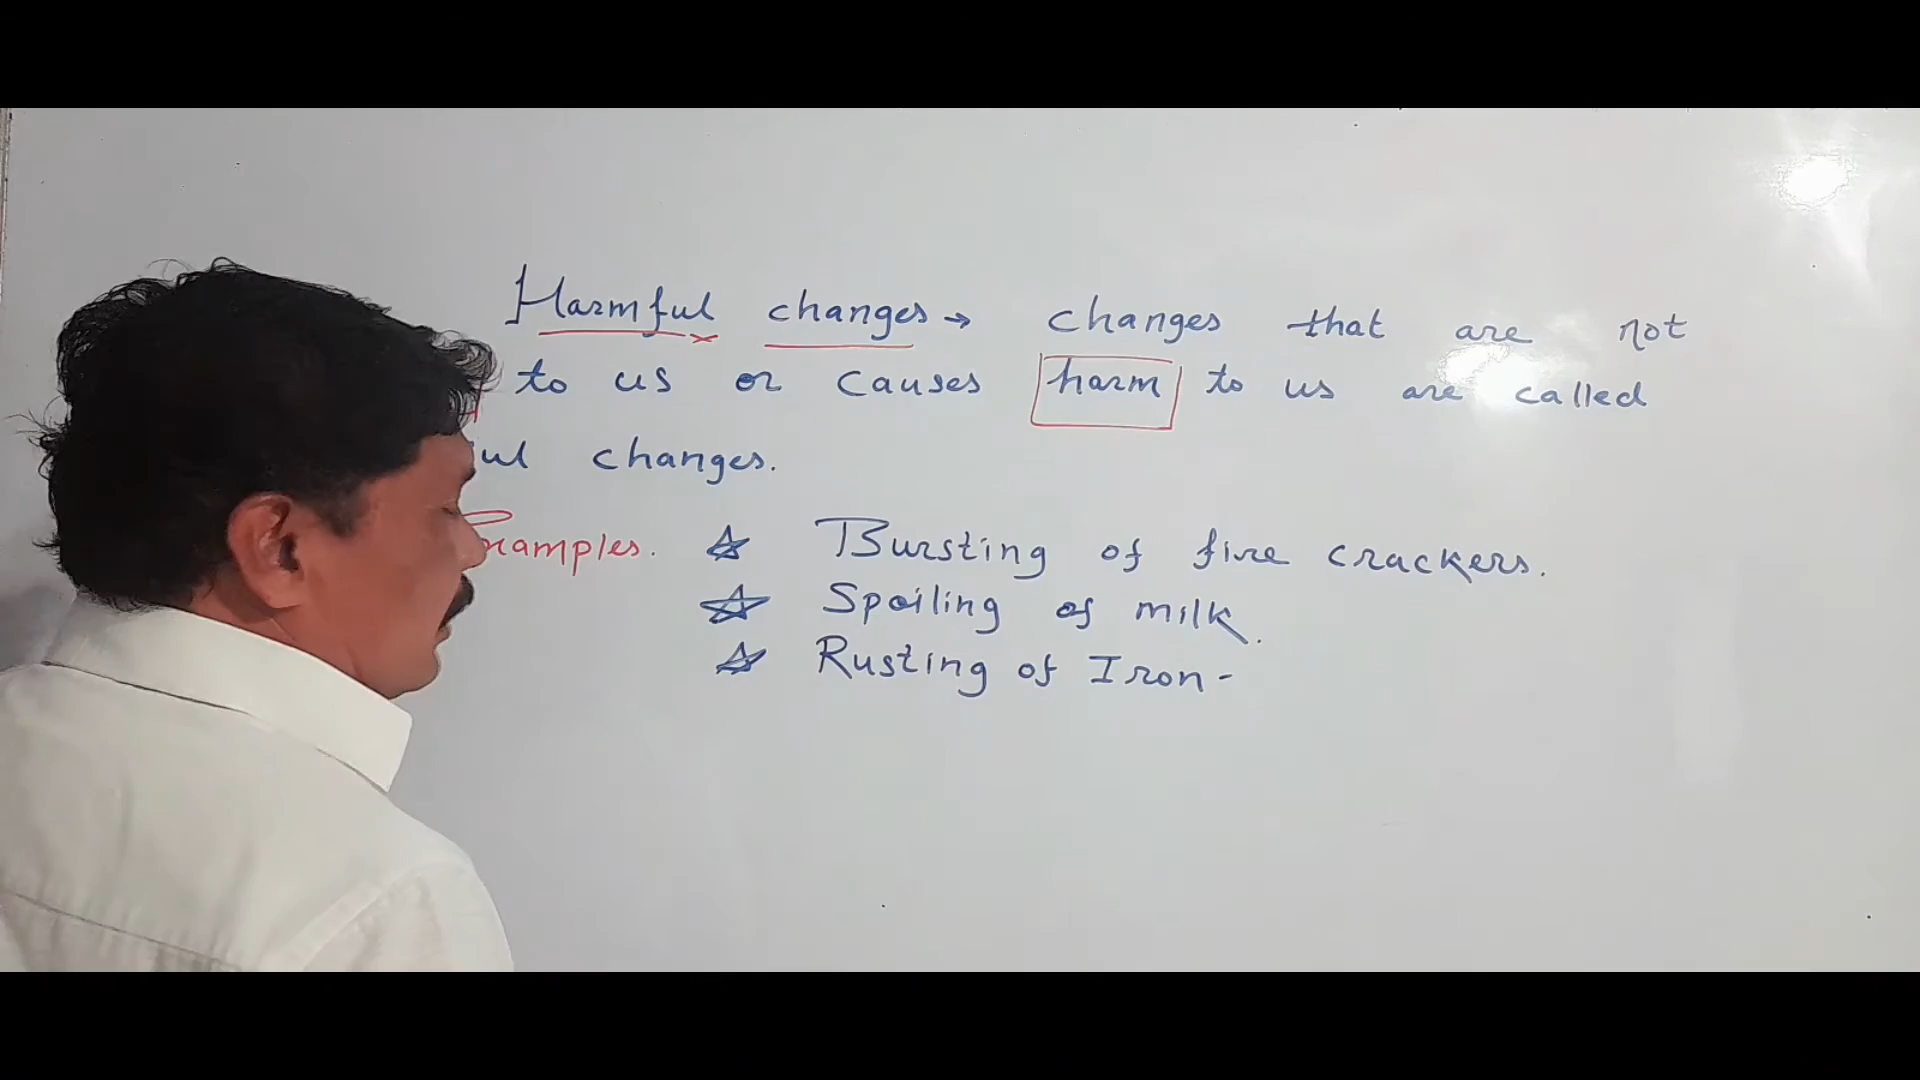 Harmful changes → changes that are not
to us or causes harm to us are called
ul changes.
Examples. ☆ Bursting of fire crackers.
☆ Spoiling of milk.
☆ Rusting of Iron -